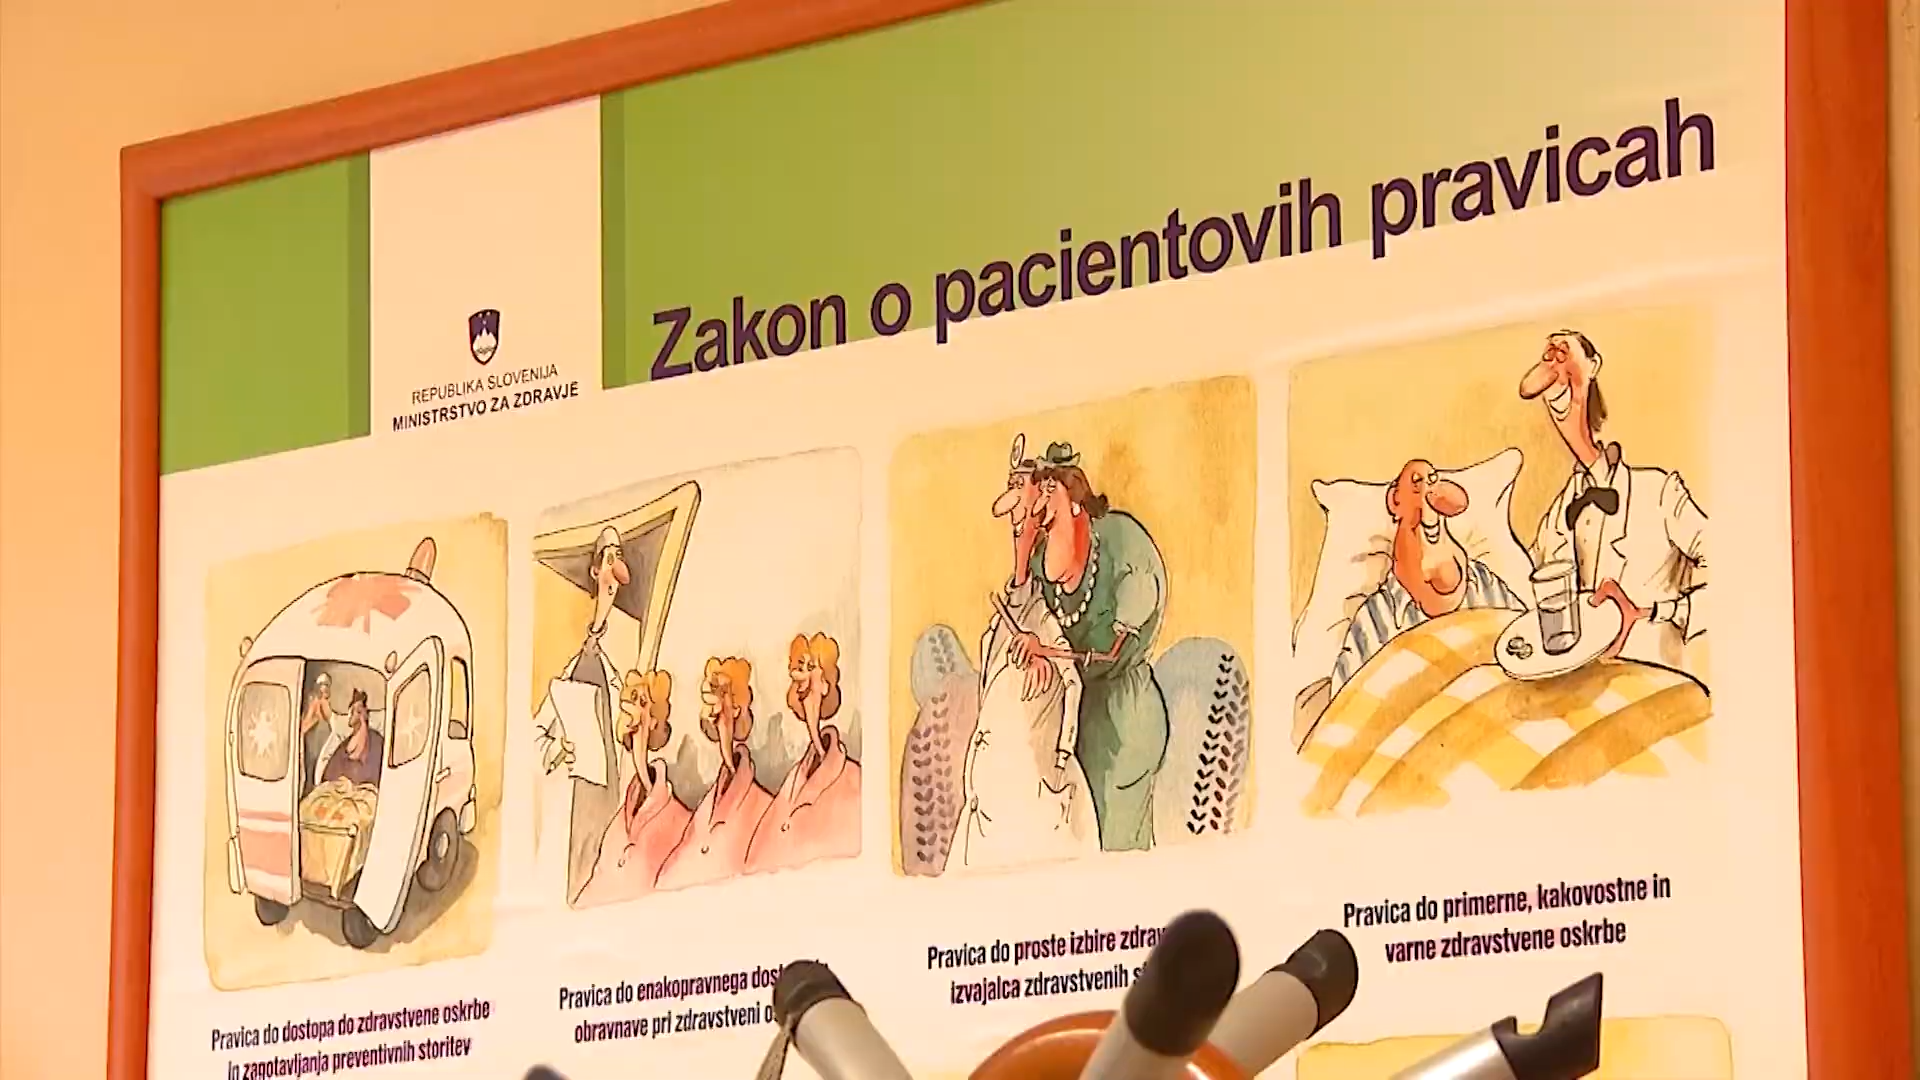 Zakon o pacientovih pravicah
REPUBLIKA SLOVENIJA
MINISTRSTVO ZA ZDRAVJE
Pravica do dostopa do zdravstvene oskrbe
in zagotavljanja preventivnih storitev
Pravica do enakopravnega
obravnave pri zdravstveni
Pravica do proste izbire
izvajalca zdravstvenih
Pravica do primerne, kakovostne in
varne zdravstvene oskrbe